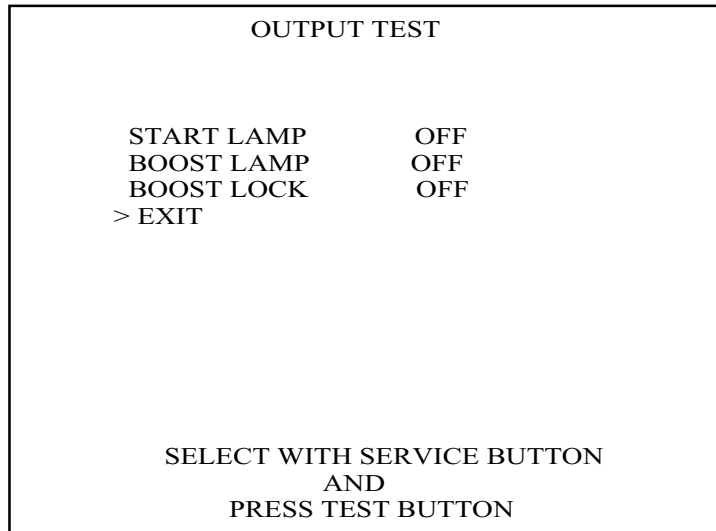 OUTPUT TEST
START LAMP OFF
BOOST LAMP OFF
BOOST LOCK OFF
> EXIT
SELECT WITH SERVICE BUTTON
AND
PRESS TEST BUTTON